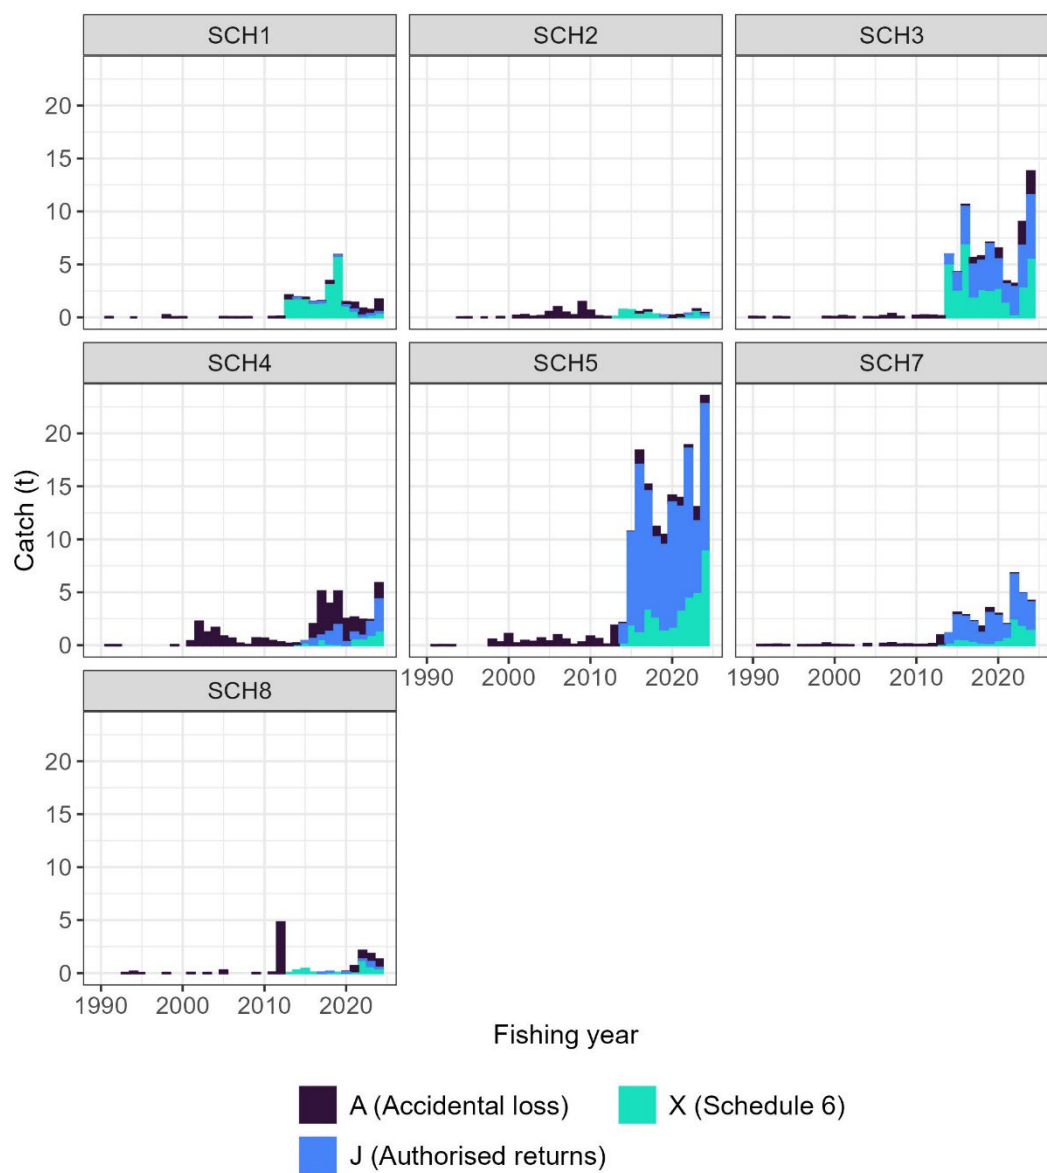 SCH1 SCH2 SCH3
20
15
10
5
0
SCH4 SCH5 SCH7
20
15
10
5
0
1990 2000 2010 2020 1990 2000 2010 2020
SCH8
20
15
10
5
0
1990 2000 2010 2020
Catch (t)
Fishing year
A (Accidental loss) X (Schedule 6)
J (Authorised returns)